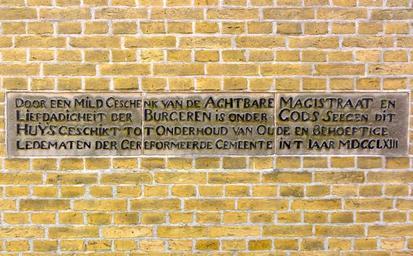 Door een mild Geschenk van de Achtbare Magistraat en
Liefdadigheit der Burgeren is onder Gods Seegen dit
Huys geschikt tot onderhoud van Oude en Behoeftige
Ledematen der Gereformeerde Gemeente in't Jaar MDCCLXIII